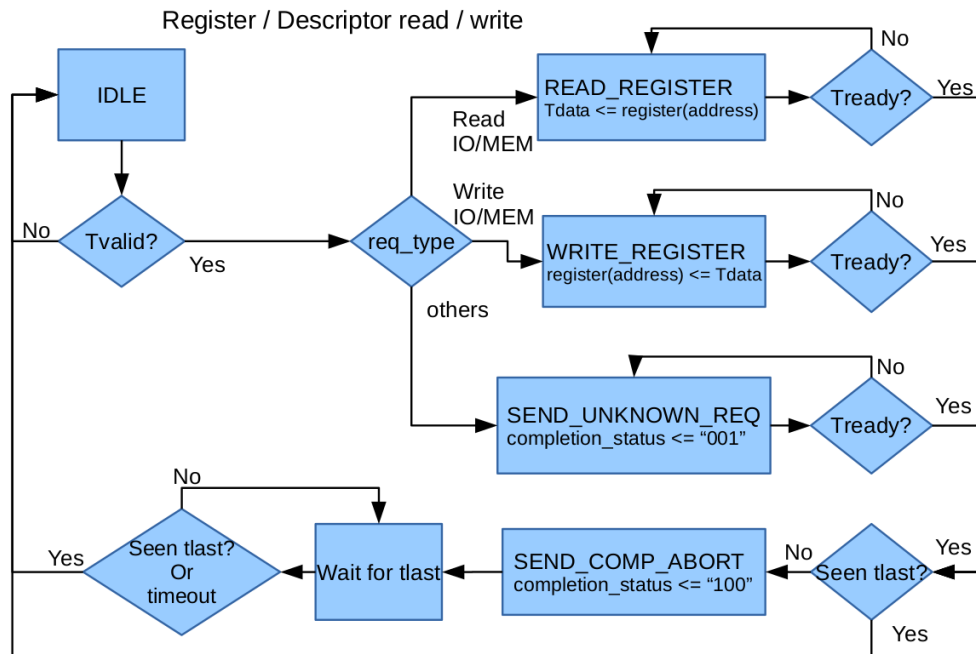 Register / Descriptor read / write
IDLE
Tvalid?
No
Yes
req_type
Read
IO/MEM
Write
IO/MEM
others
READ_REGISTER
Tdata <= register(address)
Tready?
No
Yes
WRITE_REGISTER
register(address) <= Tdata
Tready?
No
Yes
SEND_UNKNOWN_REQ
completion_status <= “001”
Tready?
No
Yes
Seen tlast?
Yes
No
Yes
SEND_COMP_ABORT
completion_status <= “100”
Wait for tlast
Seen tlast?
Or
timeout
No
Yes